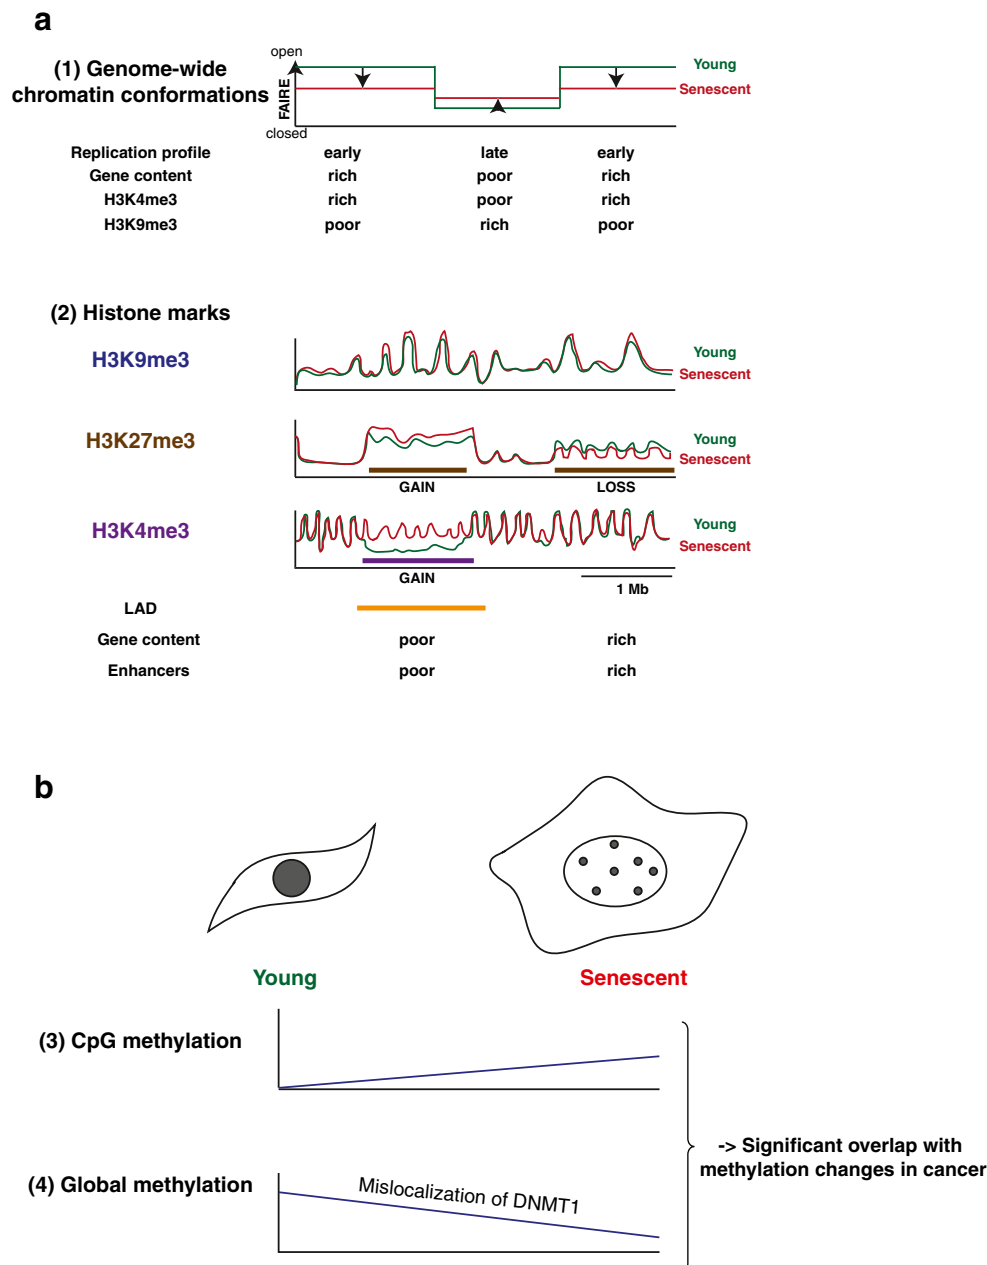 a
(1) Genome-wide
chromatin conformations
open
FAIRE
closed
Young
Senescent
Replication profile early late early
Gene content rich poor rich
H3K4me3 rich poor rich
H3K9me3 poor rich poor
(2) Histone marks
H3K9me3
Young
Senescent
H3K27me3
Young
Senescent
GAIN LOSS
H3K4me3
Young
Senescent
GAIN
1 Mb
LAD
Gene content poor rich
Enhancers poor rich
b
Young Senescent
(3) CpG methylation
(4) Global methylation
Mislocalization of DNMT1
-> Significant overlap with
methylation changes in cancer